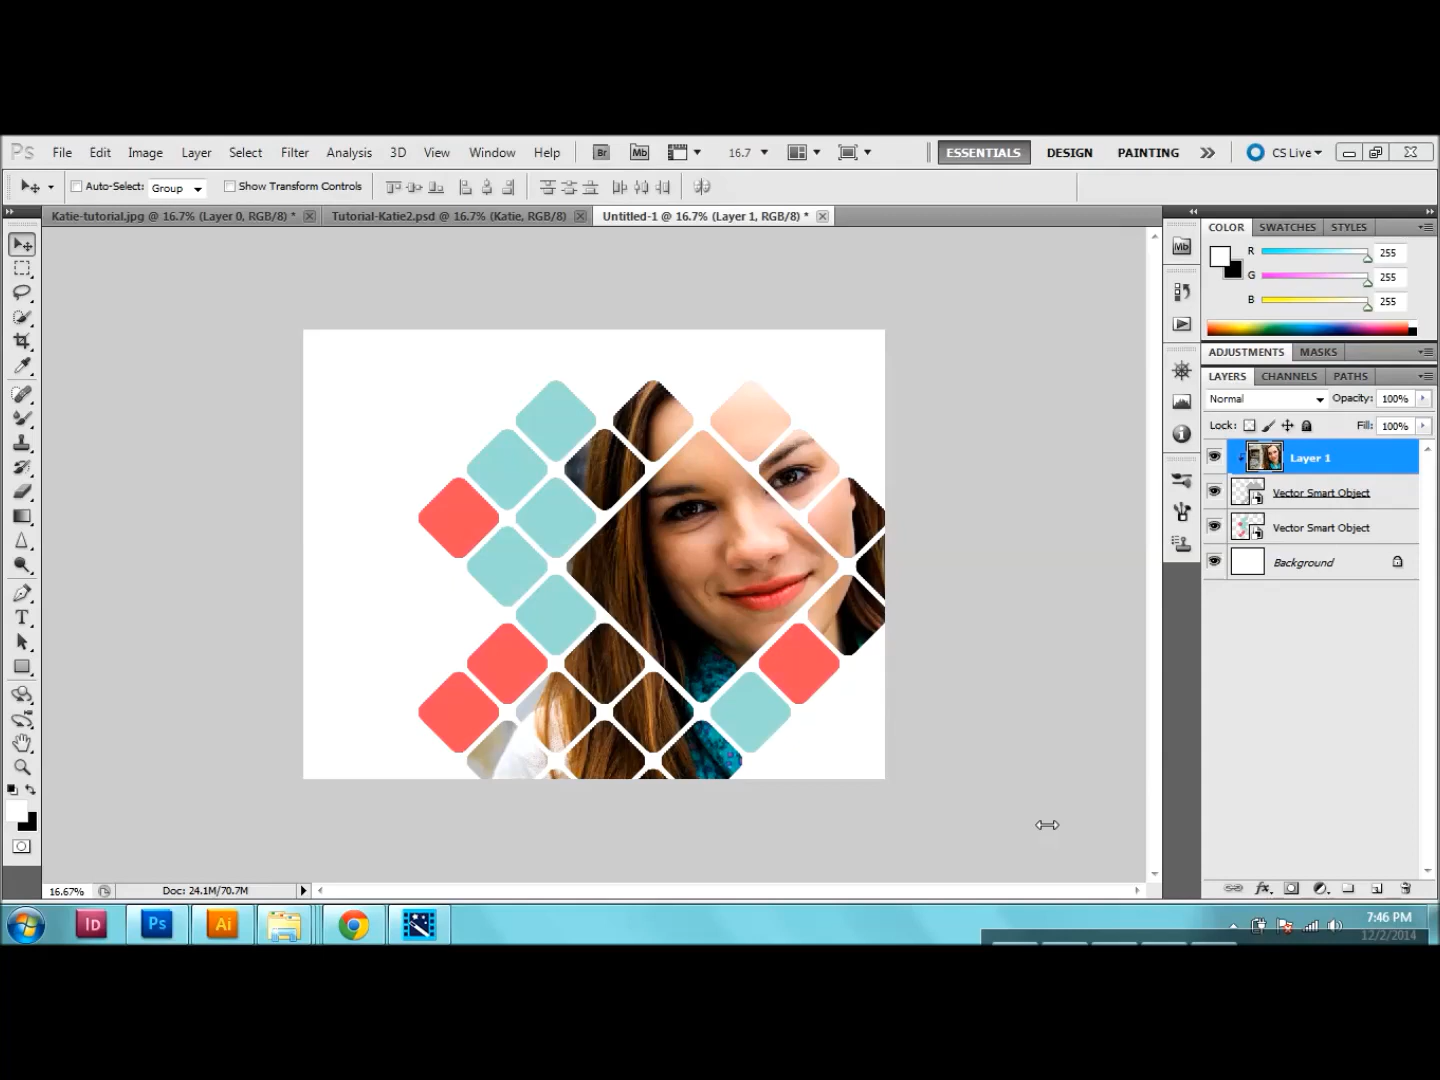 Ps File Edit Image Layer Select Filter Analysis 3D View Window Help Br Mb 16.7 ESSENTIALS DESIGN PAINTING CS Live
Auto-Select: Group Show Transform Controls
Katie-tutorial.jpg @ 16.7% (Layer 0, RGB/8) * Tutorial-Katie2.psd @ 16.7% (Katie, RGB/8) Untitled-1 @ 16.7% (Layer 1, RGB/8) *
COLOR SWATCHES STYLES
Mb
R 255
G 255
B 255
ADJUSTMENTS MASKS
LAYERS CHANNELS PATHS
Normal Opacity: 100%
Lock: Fill: 100%
Layer 1
Vector Smart Object
Vector Smart Object
Background
T
16.67% Doc: 24.1M/70.7M
Id Ps Ai
7:46 PM
12/2/2014